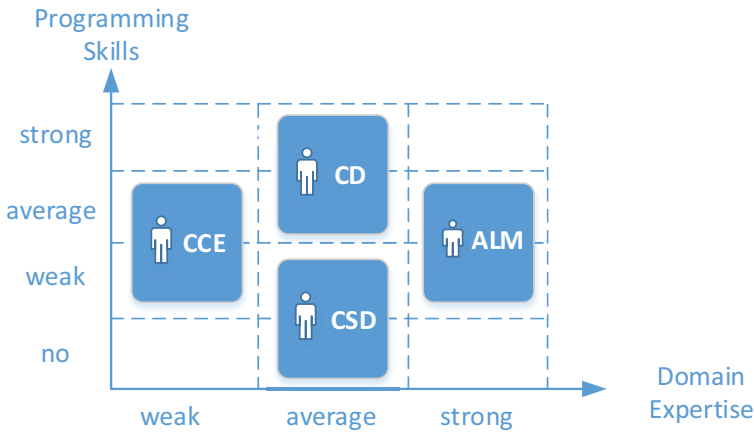 Programming
Skills
strong
CD
average
CCE
ALM
weak
CSD
no
Domain
Expertise
weak
average
strong